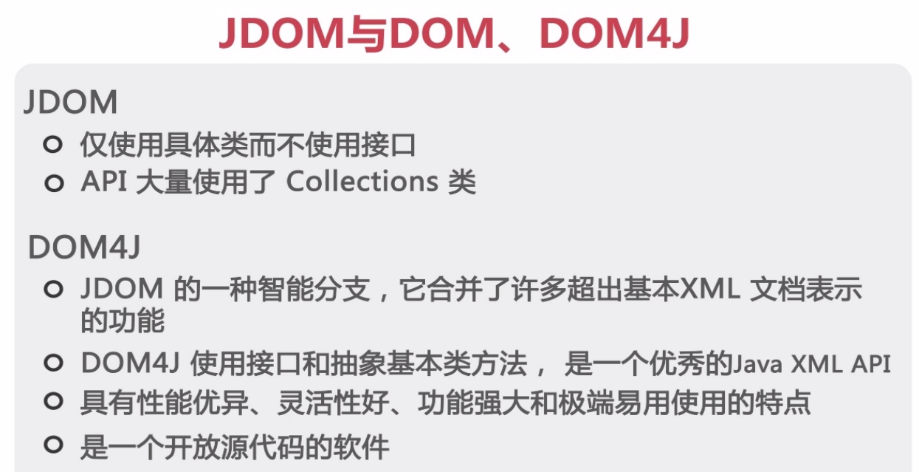 JDOM与DOM、DOM4J
JDOM
仅使用具体类而不使用接口
API 大量使用了 Collections 类
DOM4J
JDOM 的一种智能分支，它合并了许多超出基本XML 文档表示
的功能
DOM4J 使用接口和抽象基本类方法， 是一个优秀的Java XML API
具有性能优异、灵活性好、功能强大和极端易用使用的特点
是一个开放源代码的软件